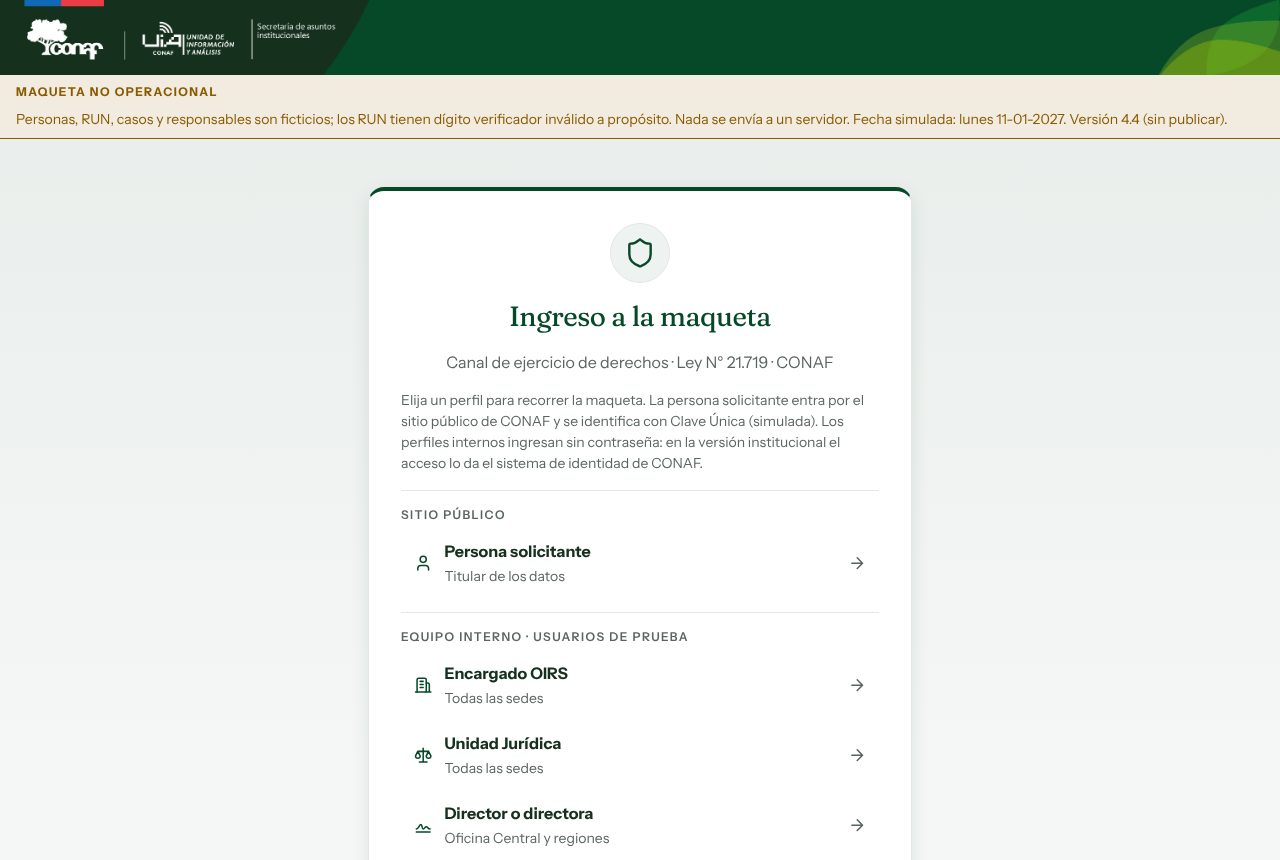 conaf
UIA
CONAF
UNIDAD DE
INFORMACIÓN
Y ANÁLISIS
Secretaría de asuntos
institucionales
MAQUETA NO OPERACIONAL
Personas, RUN, casos y responsables son ficticios; los RUN tienen dígito verificador inválido a propósito. Nada se envía a un servidor. Fecha simulada: lunes 11-01-2027. Versión 4.4 (sin publicar).
Ingreso a la maqueta
Canal de ejercicio de derechos · Ley N° 21.719 · CONAF
Elija un perfil para recorrer la maqueta. La persona solicitante entra por el
sitio público de CONAF y se identifica con Clave Única (simulada). Los
perfiles internos ingresan sin contraseña: en la versión institucional el
acceso lo da el sistema de identidad de CONAF.
SITIO PÚBLICO
Persona solicitante
Titular de los datos
EQUIPO INTERNO · USUARIOS DE PRUEBA
Encargado OIRS
Todas las sedes
Unidad Jurídica
Todas las sedes
Director o directora
Oficina Central y regiones